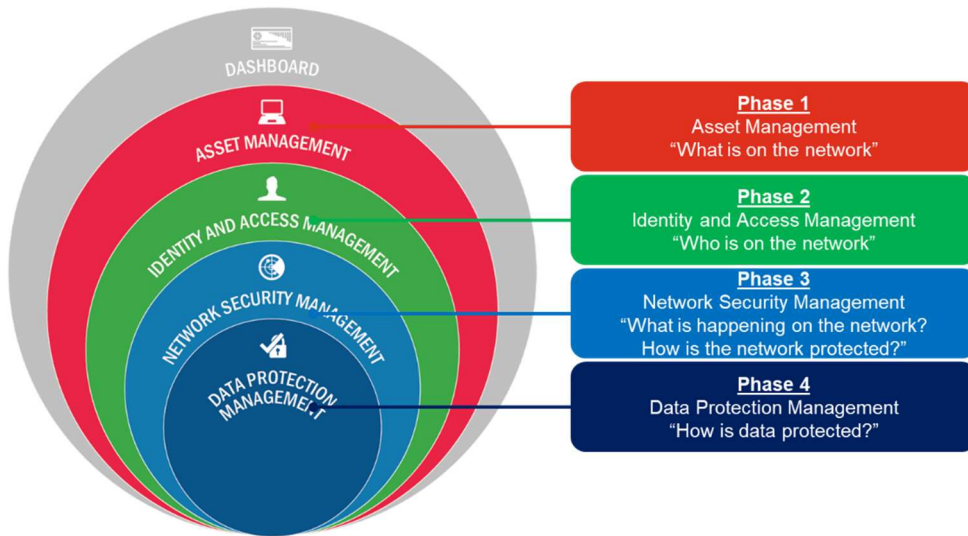 DASHBOARD
ASSET MANAGEMENT
IDENTITY AND ACCESS MANAGEMENT
NETWORK SECURITY MANAGEMENT
DATA PROTECTION
MANAGEMENT
Phase 1
Asset Management
“What is on the network”
Phase 2
Identity and Access Management
“Who is on the network”
Phase 3
Network Security Management
“What is happening on the network?
How is the network protected?”
Phase 4
Data Protection Management
“How is data protected?”